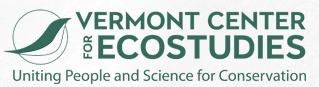 VERMONT CENTER
FOR ECOSTUDIES
Uniting People and Science for Conservation